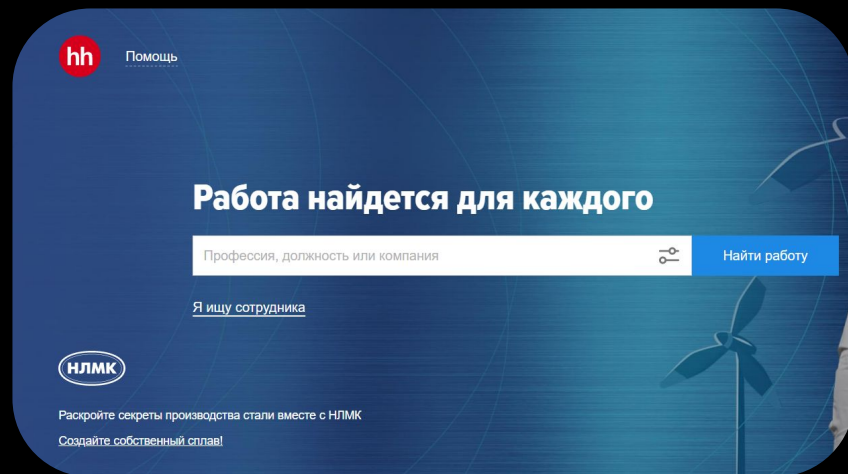 hh
Помощь
Работа найдется для каждого
Профессия, должность или компания
Найти работу
Я ищу сотрудника
НЛМК
Раскройте секреты производства стали вместе с НЛМК
Создайте собственный сплав!